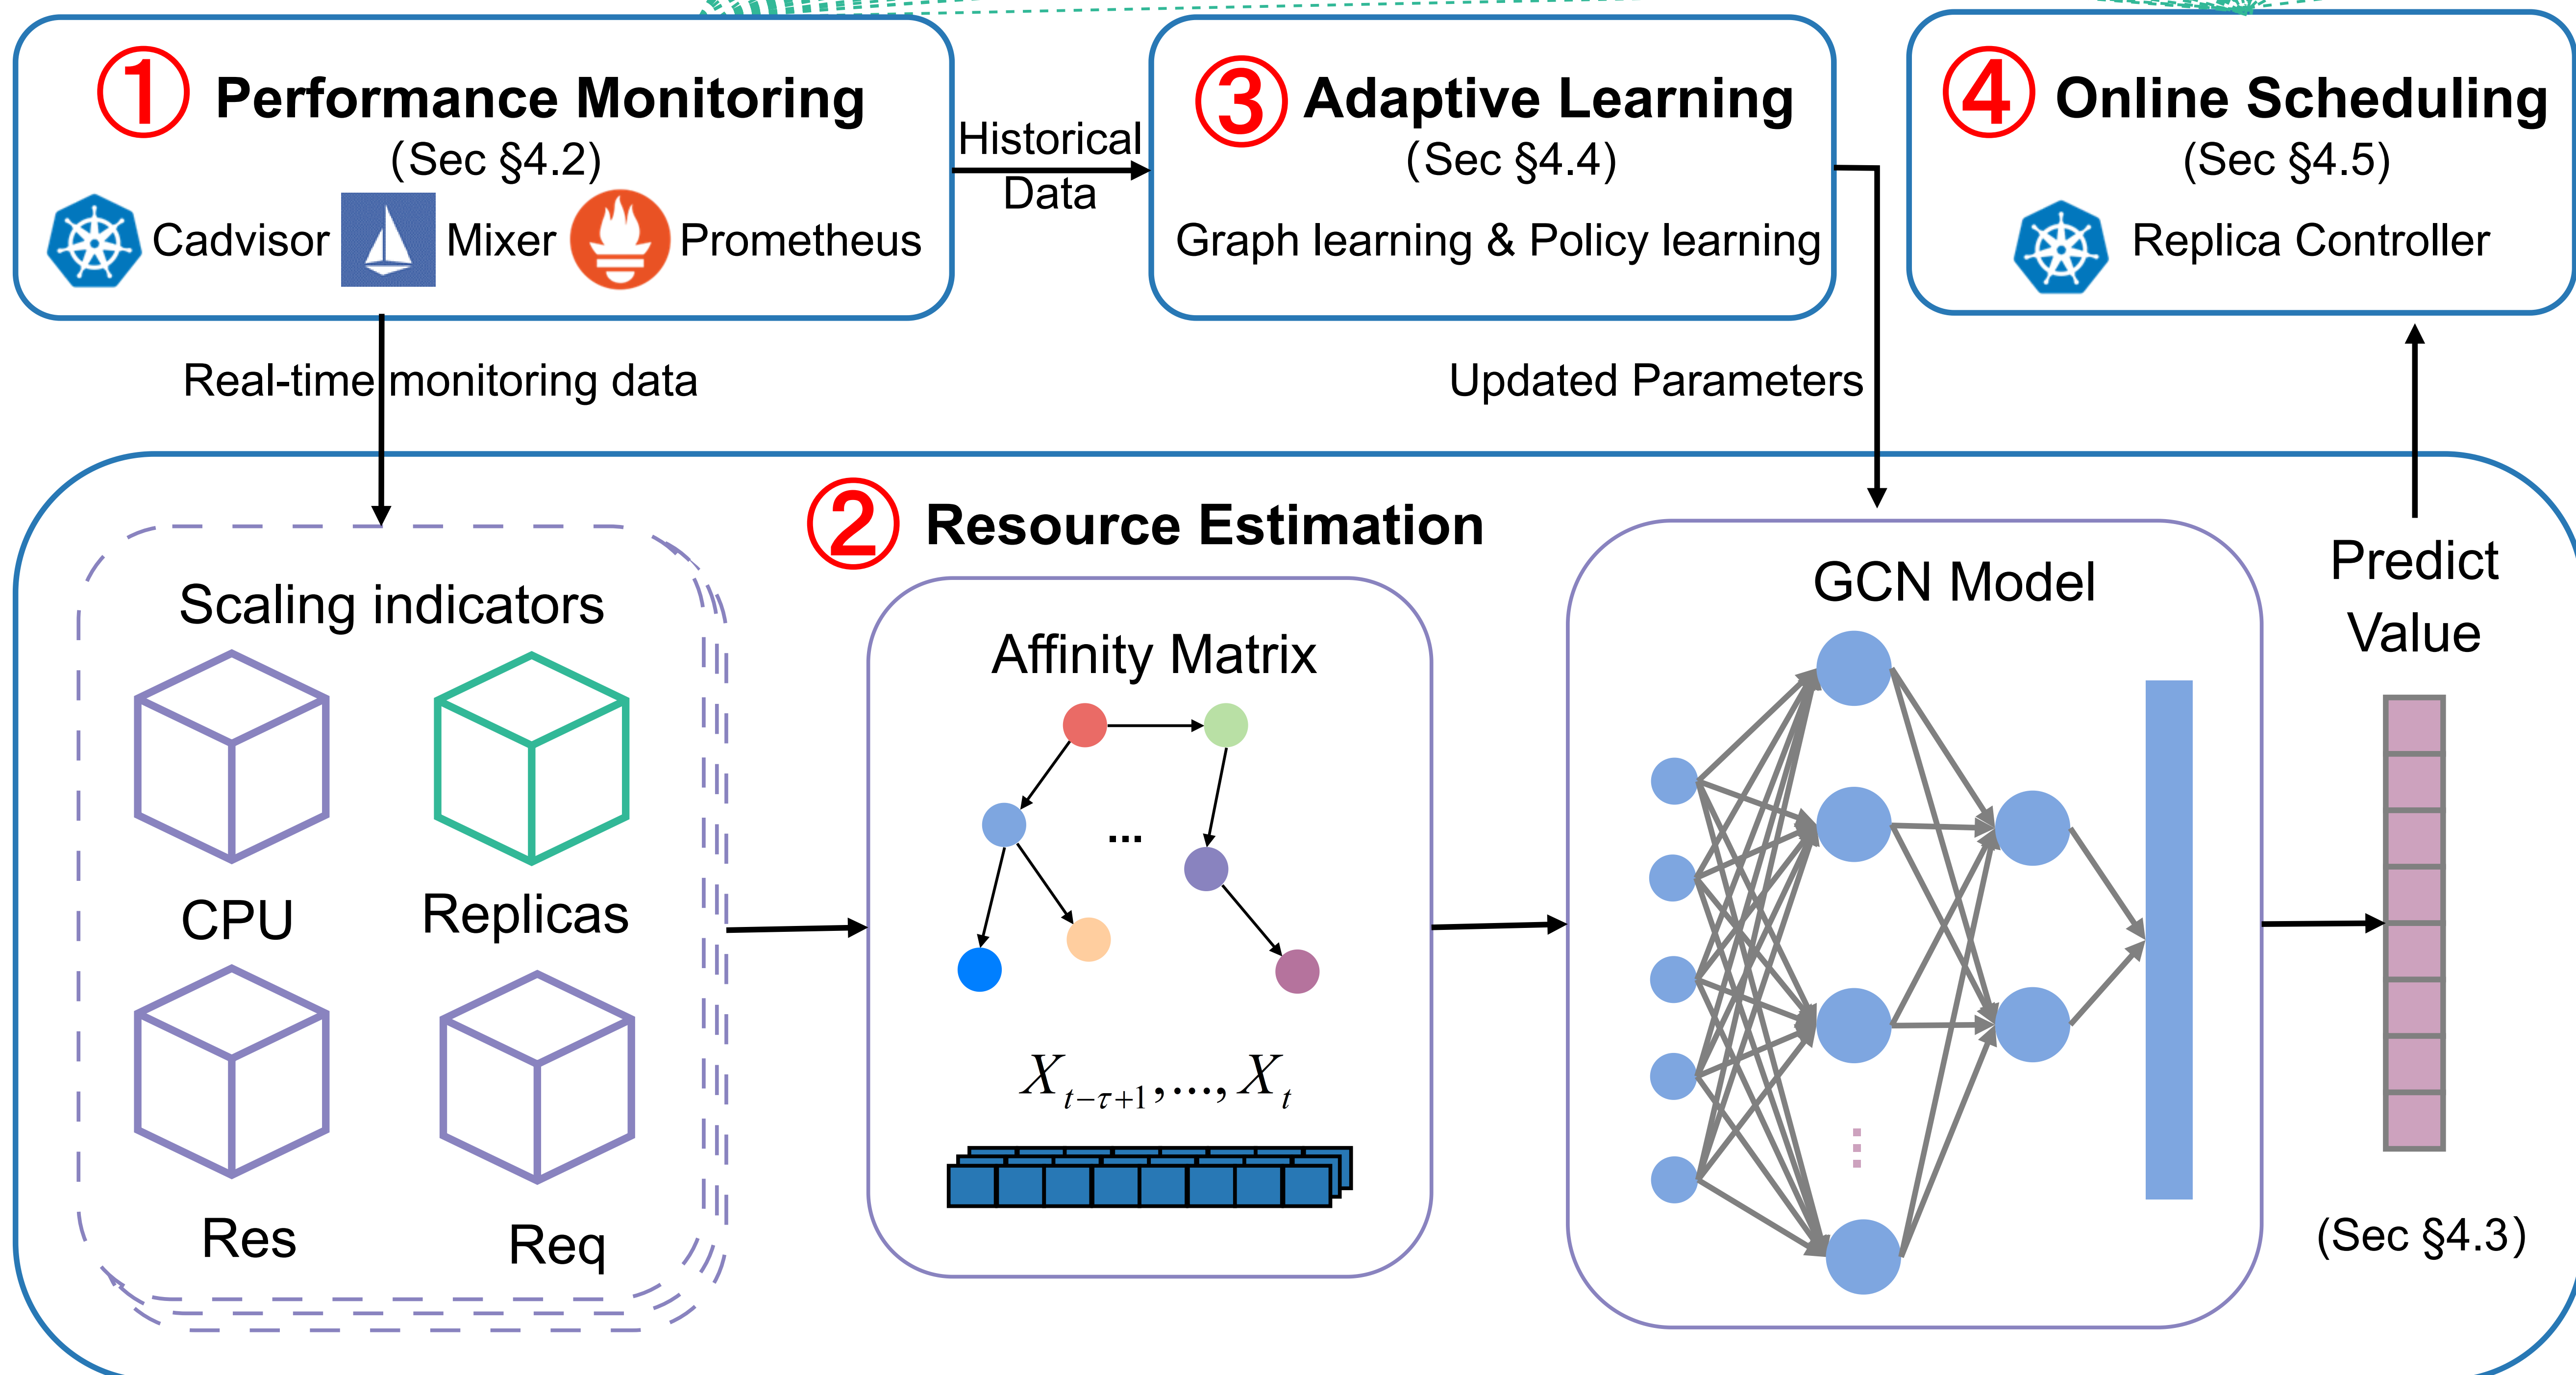 ① Performance Monitoring
(Sec §4.2)
Cadvisor Mixer Prometheus
Historical
Data
③ Adaptive Learning
(Sec §4.4)
Graph learning & Policy learning
④ Online Scheduling
(Sec §4.5)
Replica Controller
Real-time monitoring data
Updated Parameters
② Resource Estimation
Scaling indicators
CPU
Replicas
Res
Req
Affinity Matrix
...
X_{t-τ+1},..., X_t
GCN Model
Predict
Value
(Sec §4.3)